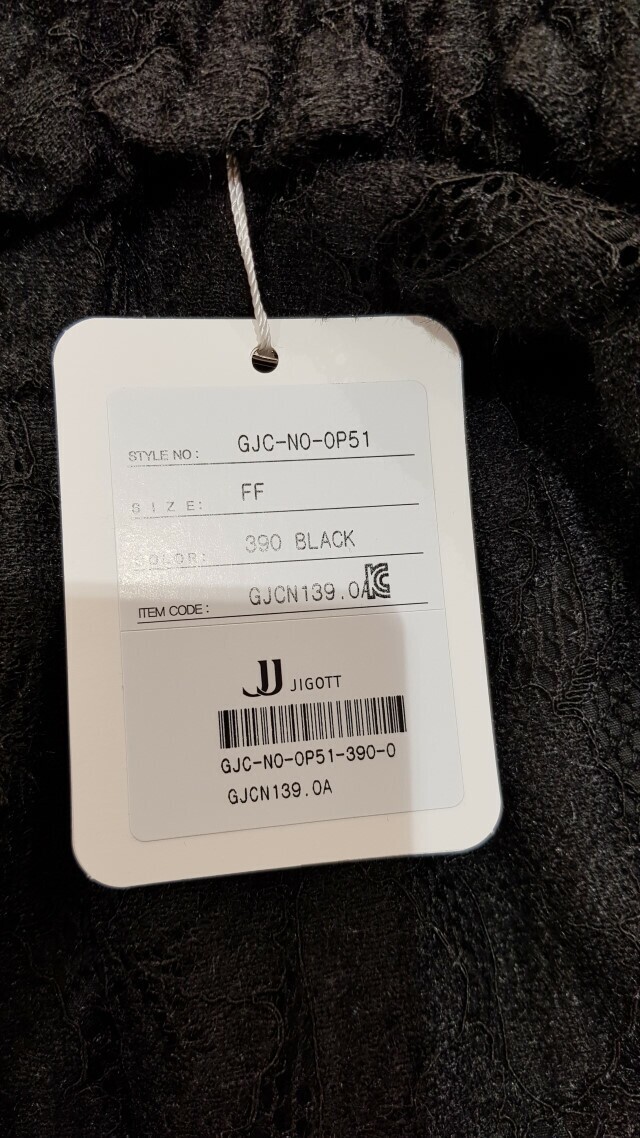 STYLE NO: GJC-NO-OP51
SIZE: FF
COLOR: 390 BLACK
ITEM CODE: GJCN139.0A
JJ JIGOTT
GJC-NO-OP51-390-0
GJCN139.0A